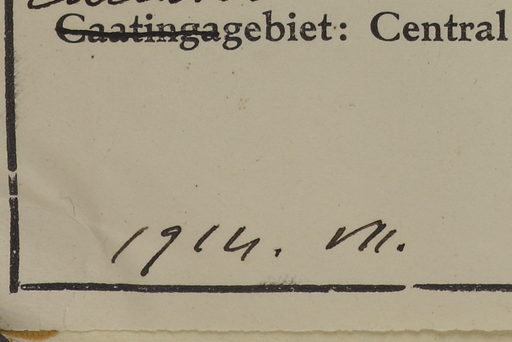 Caatingagebiet: Central
1914. VII.